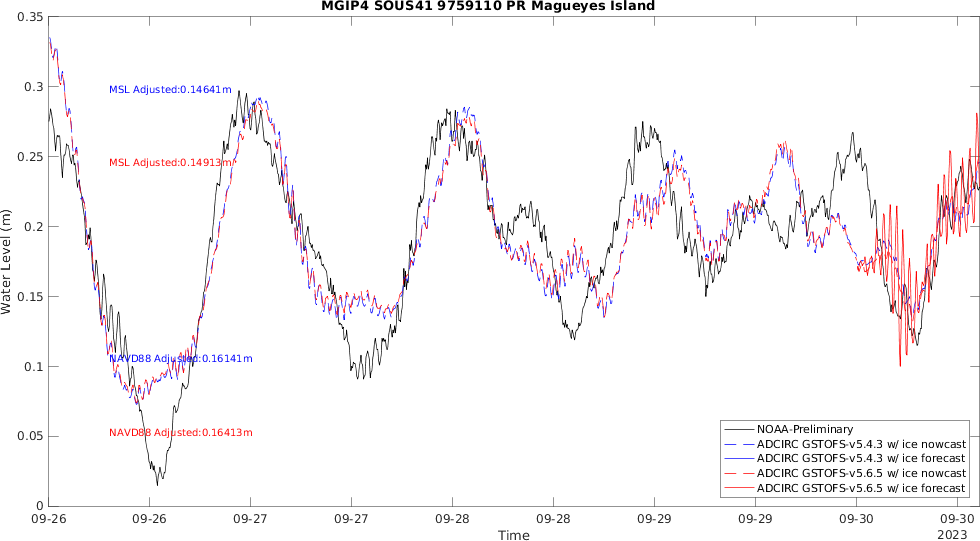 MGIP4 SOUS41 9759110 PR Magueyes Island
0.35
0.3
0.25
0.2
0.15
0.1
0.05
0
Water Level (m)
MSL Adjusted:0.14641m
MSL Adjusted:0.14913m
NAVD88 Adjusted:0.16141m
NAVD88 Adjusted:0.16413m
NOAA-Preliminary
ADCIRC GSTOFS-v5.4.3 w/ ice nowcast
ADCIRC GSTOFS-v5.4.3 w/ ice forecast
ADCIRC GSTOFS-v5.6.5 w/ ice nowcast
ADCIRC GSTOFS-v5.6.5 w/ ice forecast
09-26 09-26 09-27 09-27 09-28 09-28 09-29 09-29 09-30 09-30
2023
Time